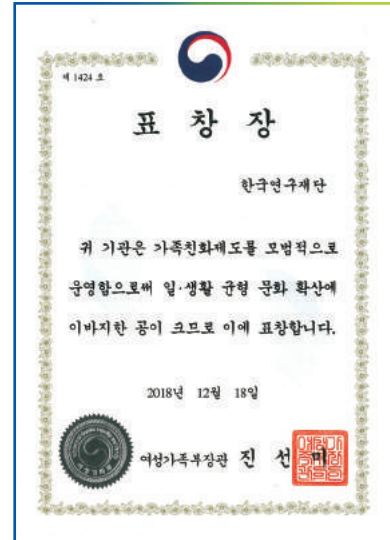 제 1424 호
표 창 장
한국연구재단
귀 기관은 가족친화제도를 모범적으로
운영함으로써 일·생활 균형 문화 확산에
이바지한 공이 크므로 이에 표창합니다.
2018년 12월 18일
여성가족부장관 진 선 미